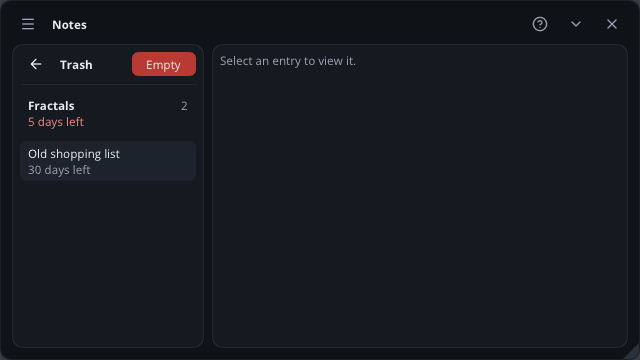 Notes
Trash
Empty
Fractals 2
5 days left
Old shopping list
30 days left
Select an entry to view it.